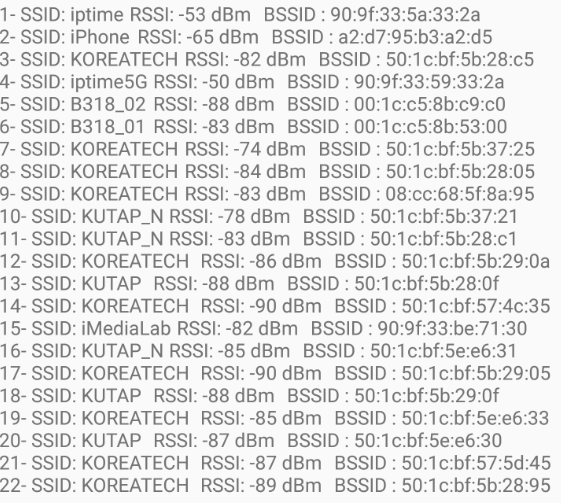 1- SSID: iptime RSSI: -53 dBm BSSID : 90:9f:33:5a:33:2a
2- SSID: iPhone RSSI: -65 dBm BSSID : a2:d7:95:b3:a2:d5
3- SSID: KOREATECH RSSI: -82 dBm BSSID : 50:1c:bf:5b:28:c5
4- SSID: iptime5G RSSI: -50 dBm BSSID : 90:9f:33:59:33:2a
5- SSID: B318_02 RSSI: -88 dBm BSSID : 00:1c:c5:8b:c9:c0
6- SSID: B318_01 RSSI: -83 dBm BSSID : 00:1c:c5:8b:53:00
7- SSID: KOREATECH RSSI: -74 dBm BSSID : 50:1c:bf:5b:37:25
8- SSID: KOREATECH RSSI: -84 dBm BSSID : 50:1c:bf:5b:28:05
9- SSID: KOREATECH RSSI: -83 dBm BSSID : 08:cc:68:5f:8a:95
10- SSID: KUTAP_N RSSI: -78 dBm BSSID : 50:1c:bf:5b:37:21
11- SSID: KUTAP_N RSSI: -83 dBm BSSID : 50:1c:bf:5b:28:c1
12- SSID: KOREATECH RSSI: -86 dBm BSSID : 50:1c:bf:5b:29:0a
13- SSID: KUTAP RSSI: -88 dBm BSSID : 50:1c:bf:5b:28:0f
14- SSID: KOREATECH RSSI: -90 dBm BSSID : 50:1c:bf:57:4c:35
15- SSID: iMediaLab RSSI: -82 dBm BSSID : 90:9f:33:be:71:30
16- SSID: KUTAP_N RSSI: -85 dBm BSSID : 50:1c:bf:5e:e6:31
17- SSID: KOREATECH RSSI: -90 dBm BSSID : 50:1c:bf:5b:29:05
18- SSID: KUTAP RSSI: -88 dBm BSSID : 50:1c:bf:5b:29:0f
19- SSID: KOREATECH RSSI: -85 dBm BSSID : 50:1c:bf:5e:e6:33
20- SSID: KUTAP RSSI: -87 dBm BSSID : 50:1c:bf:5e:e6:30
21- SSID: KOREATECH RSSI: -87 dBm BSSID : 50:1c:bf:57:5d:45
22- SSID: KOREATECH RSSI: -89 dBm BSSID : 50:1c:bf:5b:28:95